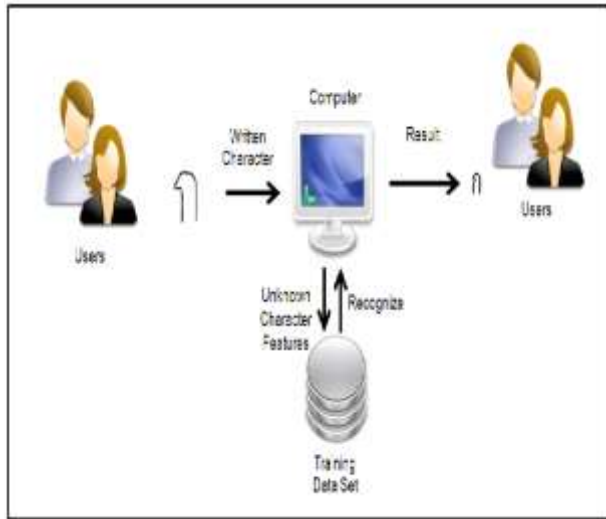 Computer
Written
Character
Result
Users
Users
Unknown
Character
Features
Recognize
Training
Data Set